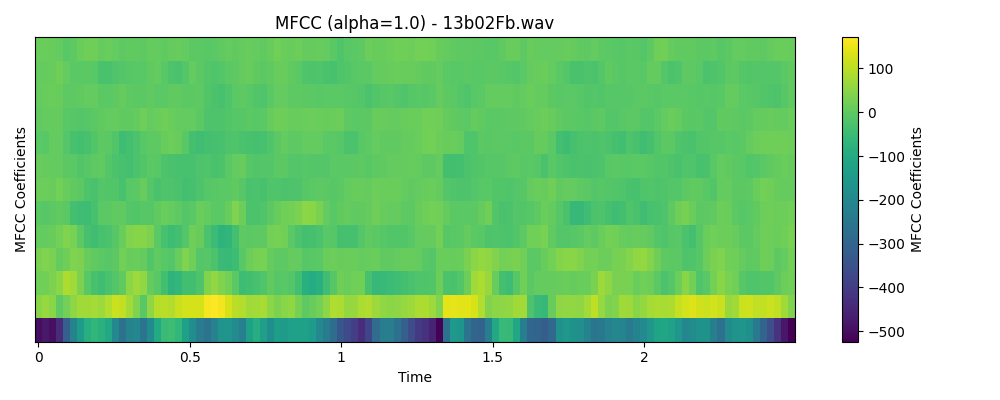 MFCC (alpha=1.0) - 13b02Fb.wav
MFCC Coefficients
0 0.5 1 1.5 2
Time
100
0
−100
−200
−300
−400
−500
MFCC Coefficients